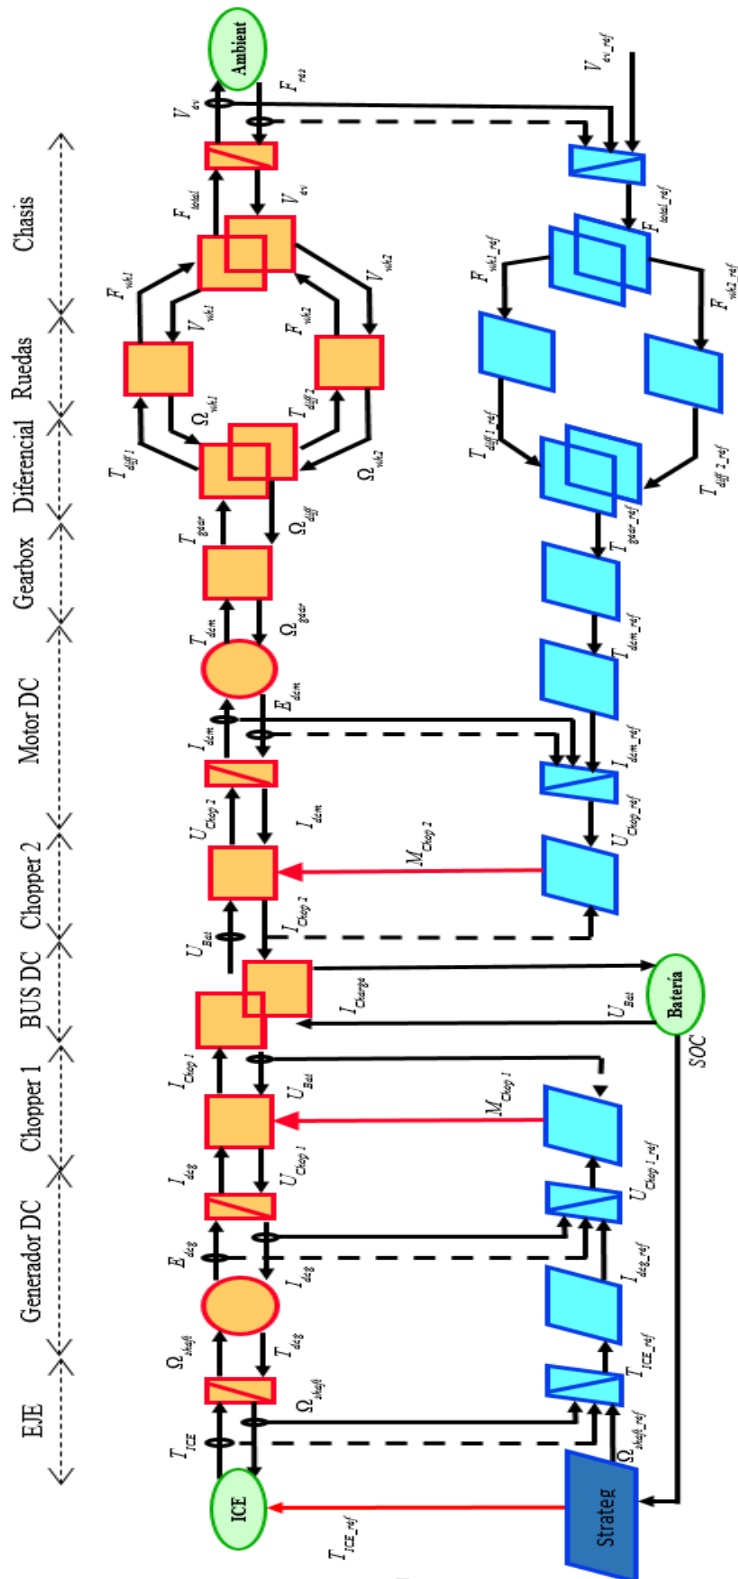 EJE
Generador DC
Chopper 1
BUS DC
Chopper 2
Motor DC
Gearbox
Diferencial
Ruedas
Chasis
ICE
T_ICE
Ω_shaft
Ω_shaft
T_dcg
E_dcg
I_dcg
I_dcg
U_Chop 1
I_Chop 1
U_Bat
U_Bat
I_Chop 2
U_Chop 2
I_dcm
I_dcm
E_dcm
T_dcm
Ω_gear
T_gear
Ω_diff
T_diff 1
Ω_wh1
T_diff 2
Ω_wh2
F_wh1
V_wh1
F_wh2
V_wh2
F_total
V_ev
V_ev
F_res
Ambient
T_ICE_ref
M_Chop 1
I_Charge
U_Bat
Batería
SOC
M_Chop 2
Strateg
Ω_shaft_ref
T_ICE_ref
I_dcg_ref
U_Chop 1_ref
U_Chop_ref
I_dcm_ref
T_dcm_ref
T_gear_ref
T_diff 1_ref
T_diff 2_ref
F_wh1_ref
F_wh2_ref
F_total_ref
V_ev_ref